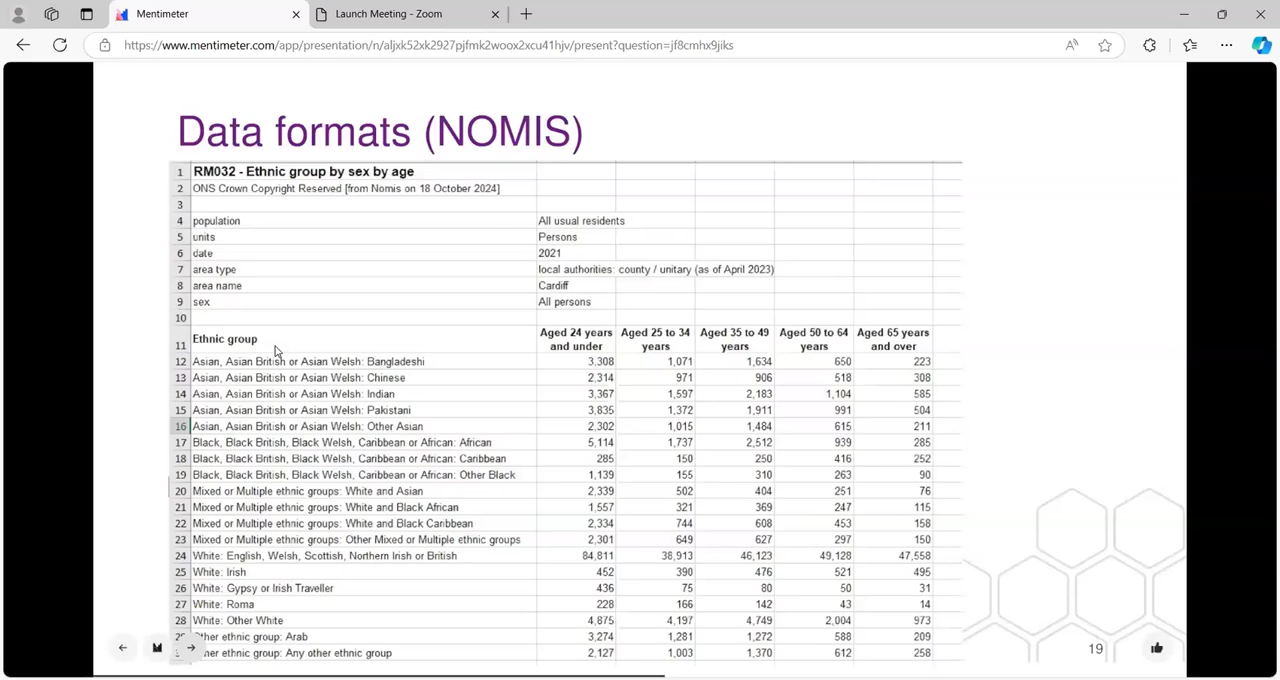 Mentimeter
Launch Meeting - Zoom
https://www.mentimeter.com/app/presentation/n/aljxk52xk2927pjfmk2woox2xcu41hjv/present?question=jf8cmhx9jiks
Data formats (NOMIS)
1 RM032 - Ethnic group by sex by age
2 ONS Crown Copyright Reserved [from Nomis on 18 October 2024]
3
4 population All usual residents
5 units Persons
6 date 2021
7 area type local authorities: county / unitary (as of April 2023)
8 area name Cardiff
9 sex All persons
10
11 Ethnic group Aged 24 years and under Aged 25 to 34 years Aged 35 to 49 years Aged 50 to 64 years Aged 65 years and over
12 Asian, Asian British or Asian Welsh: Bangladeshi 3,308 1,071 1,634 650 223
13 Asian, Asian British or Asian Welsh: Chinese 2,314 971 906 518 308
14 Asian, Asian British or Asian Welsh: Indian 3,367 1,597 2,183 1,104 585
15 Asian, Asian British or Asian Welsh: Pakistani 3,835 1,372 1,911 991 504
16 Asian, Asian British or Asian Welsh: Other Asian 2,302 1,015 1,484 615 211
17 Black, Black British, Black Welsh, Caribbean or African: African 5,114 1,737 2,512 939 285
18 Black, Black British, Black Welsh, Caribbean or African: Caribbean 285 150 250 416 252
19 Black, Black British, Black Welsh, Caribbean or African: Other Black 1,139 155 310 263 90
20 Mixed or Multiple ethnic groups: White and Asian 2,339 502 404 251 76
21 Mixed or Multiple ethnic groups: White and Black African 1,557 321 369 247 115
22 Mixed or Multiple ethnic groups: White and Black Caribbean 2,334 744 608 453 158
23 Mixed or Multiple ethnic groups: Other Mixed or Multiple ethnic groups 2,301 649 627 297 150
24 White: English, Welsh, Scottish, Northern Irish or British 84,811 38,913 46,123 49,128 47,558
25 White: Irish 452 390 476 521 495
26 White: Gypsy or Irish Traveller 436 75 80 50 31
27 White: Roma 228 166 142 43 14
28 White: Other White 4,875 4,197 4,749 2,004 973
ther ethnic group: Arab 3,274 1,281 1,272 588 209
ther ethnic group: Any other ethnic group 2,127 1,003 1,370 612 258
19